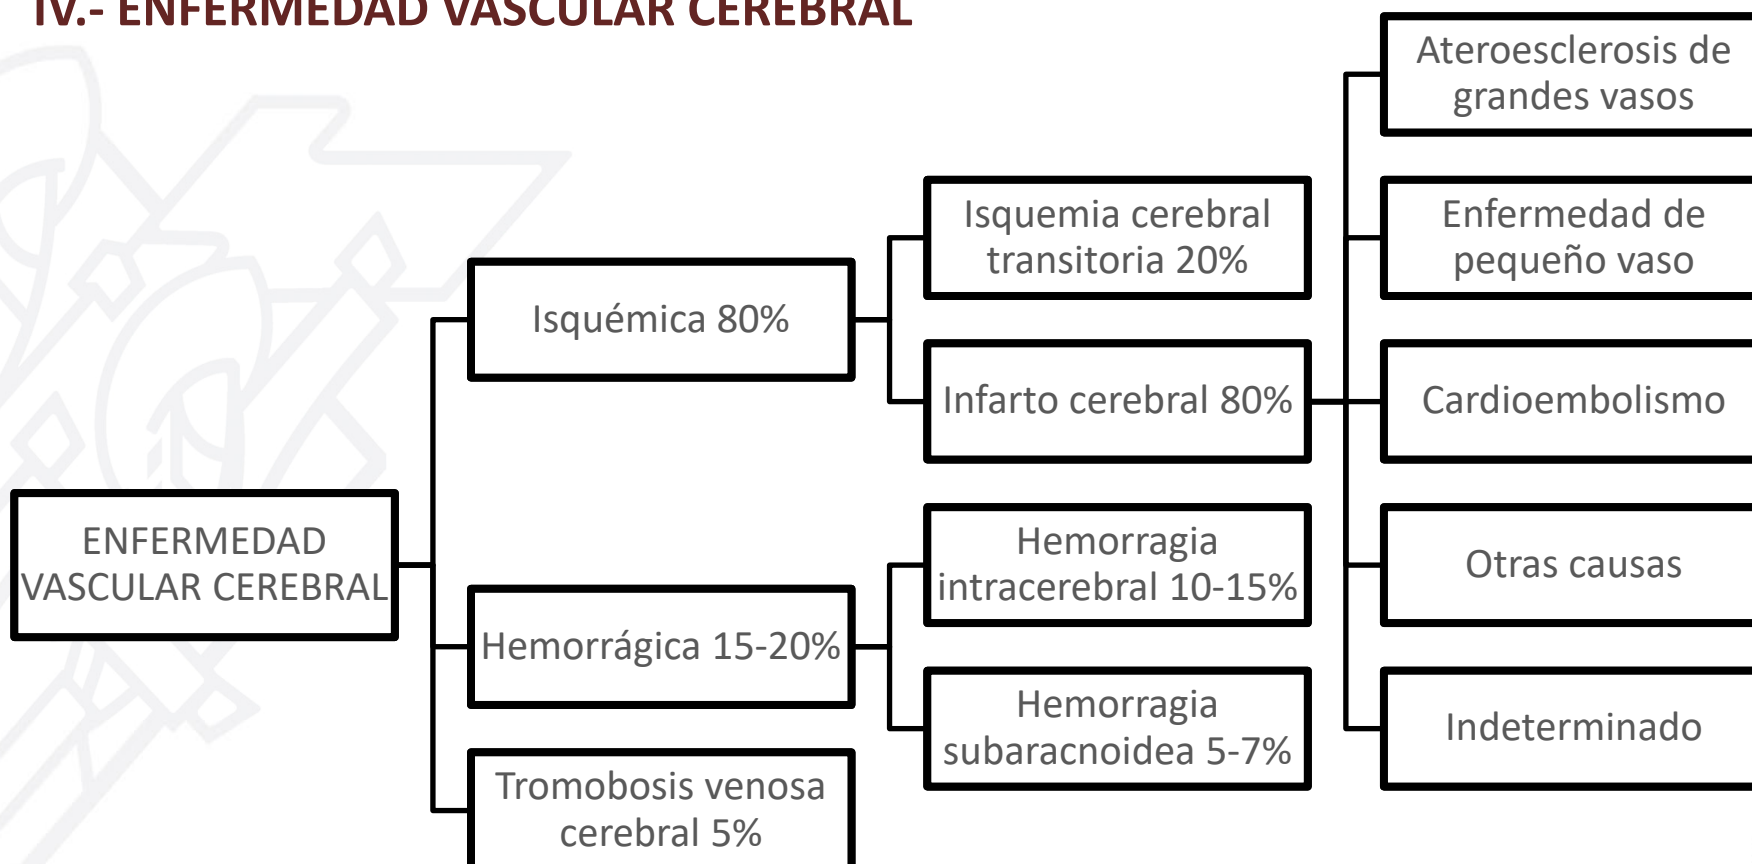 IV.- ENFERMEDAD VASCULAR CEREBRAL
ENFERMEDAD
VASCULAR CEREBRAL
Isquémica 80%
Hemorrágica 15-20%
Tromobosis venosa
cerebral 5%
Isquemia cerebral
transitoria 20%
Infarto cerebral 80%
Hemorragia
intracerebral 10-15%
Hemorragia
subaracnoidea 5-7%
Ateroesclerosis de
grandes vasos
Enfermedad de
pequeño vaso
Cardioembolismo
Otras causas
Indeterminado